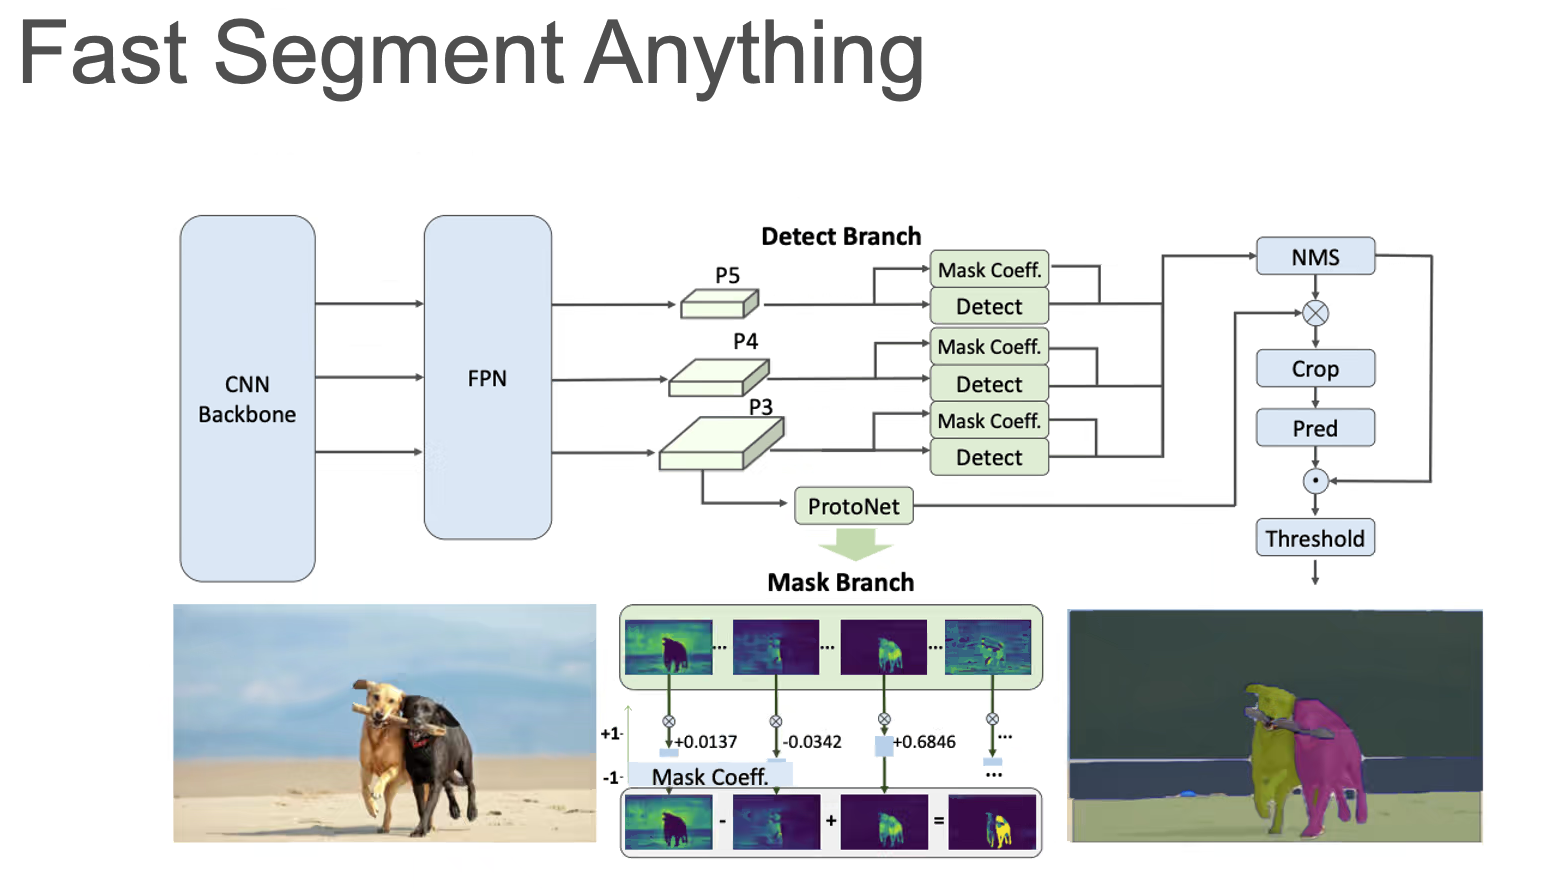 Fast Segment Anything
Detect Branch
CNN
Backbone
FPN
P5
Mask Coeff.
Detect
P4
Mask Coeff.
Detect
P3
Mask Coeff.
Detect
ProtoNet
NMS
Crop
Pred
Threshold
Mask Branch
... ... ...
+1
-1
+0.0137
-0.0342
+0.6846
...
...
Mask Coeff.
- + =